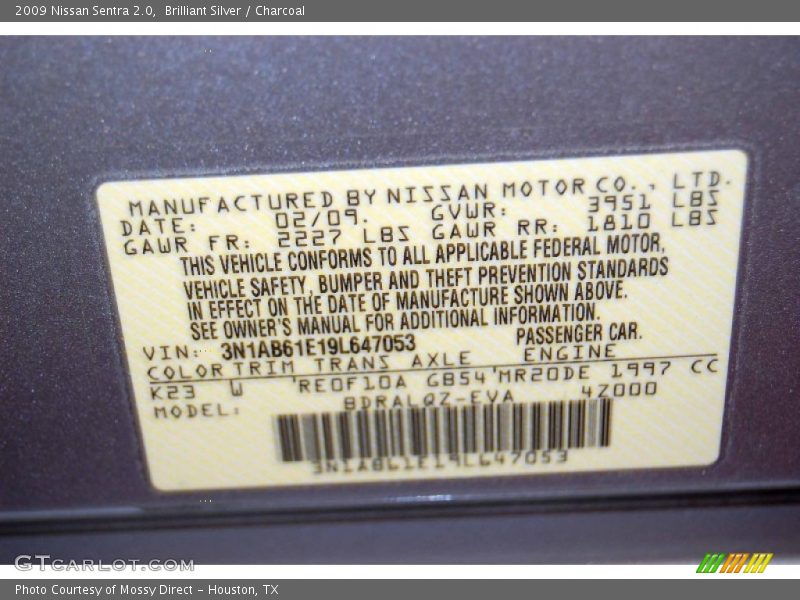 2009 Nissan Sentra 2.0, Brilliant Silver / Charcoal
MANUFACTURED BY NISSAN MOTOR CO., LTD.
DATE: 02/09. GVWR: 3951 LBS
GAWR FR: 2227 LBS GAWR RR: 1810 LBS
THIS VEHICLE CONFORMS TO ALL APPLICABLE FEDERAL MOTOR,
VEHICLE SAFETY, BUMPER AND THEFT PREVENTION STANDARDS
IN EFFECT ON THE DATE OF MANUFACTURE SHOWN ABOVE.
SEE OWNER'S MANUAL FOR ADDITIONAL INFORMATION.
VIN: 3N1AB61E19L647053 PASSENGER CAR.
COLOR TRIM TRANS AXLE ENGINE
K23 W REOF10A GB54 MR20DE 1997 CC
MODEL: BDRALQZ-EVA 4Z000
3N1AB61E19L647053
GTCARLOT.COM
Photo Courtesy of Mossy Direct - Houston, TX